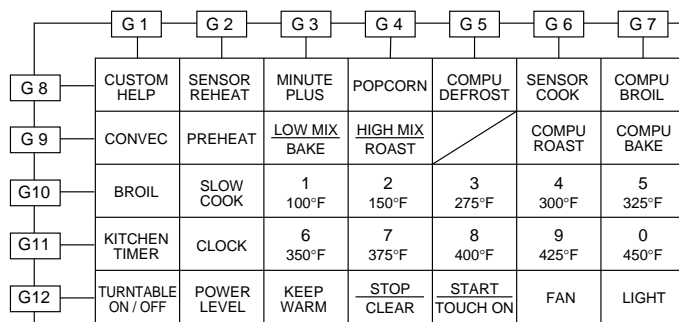 G 1 G 2 G 3 G 4 G 5 G 6 G 7
G 8 CUSTOM HELP SENSOR REHEAT MINUTE PLUS POPCORN COMPU DEFROST SENSOR COOK COMPU BROIL
G 9 CONVEC PREHEAT LOW MIX BAKE HIGH MIX ROAST COMPU ROAST COMPU BAKE
G10 BROIL SLOW COOK 1 100°F 2 150°F 3 275°F 4 300°F 5 325°F
G11 KITCHEN TIMER CLOCK 6 350°F 7 375°F 8 400°F 9 425°F 0 450°F
G12 TURNTABLE ON / OFF POWER LEVEL KEEP WARM STOP CLEAR START TOUCH ON FAN LIGHT